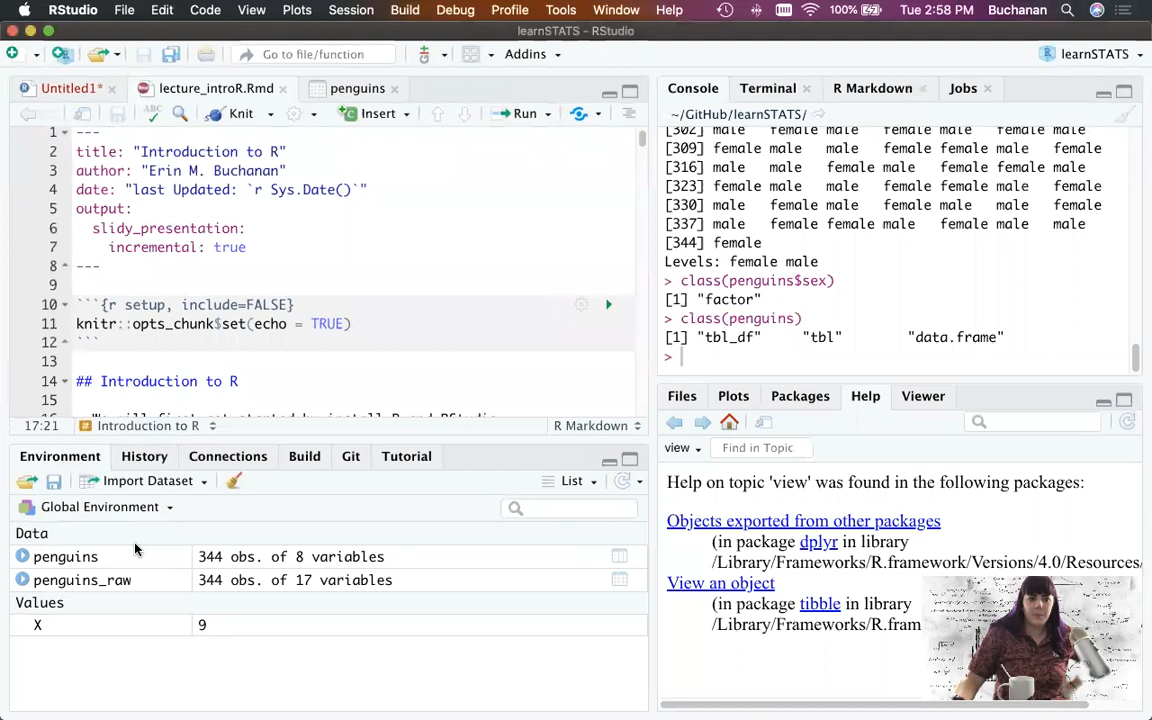 RStudio File Edit Code View Plots Session Build Debug Profile Tools Window Help 100% Tue 2:58 PM Buchanan
learnSTATS - RStudio
Go to file/function Addins learnSTATS
Untitled1* lecture_introR.Rmd penguins
ABC Knit Insert Run
1 ---
2 title: "Introduction to R"
3 author: "Erin M. Buchanan"
4 date: "last Updated: `r Sys.Date()`"
5 output:
6 slidy_presentation:
7 incremental: true
8 ---
9
10 ```{r setup, include=FALSE}
11 knitr::opts_chunk$set(echo = TRUE)
12 ```
13
14 ## Introduction to R
15
17:21 Introduction to R R Markdown
Console Terminal R Markdown Jobs
~/GitHub/learnSTATS/
[302] male female male female male female
[309] female male male female male female
[316] male male female male female male
[323] female male female male male female
[330] male female male female male female
[337] male female female male female male
[344] female
Levels: female male
> class(penguins$sex)
[1] "factor"
> class(penguins)
[1] "tbl_df" "tbl" "data.frame"
>
Environment History Connections Build Git Tutorial
Import Dataset List
Global Environment
Data
penguins 344 obs. of 8 variables
penguins_raw 344 obs. of 17 variables
Values
X 9
Files Plots Packages Help Viewer
view Find in Topic
Help on topic 'view' was found in the following packages:
Objects exported from other packages
(in package dplyr in library
/Library/Frameworks/R.framework/Versions/4.0/Resources/
View an object
(in package tibble in library
/Library/Frameworks/R.fram